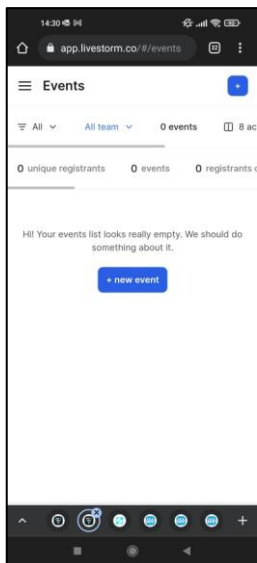 14:30
app.livestorm.co/#/events
Events
+
All
All team
0 events
8 ac
0 unique registrants
0 events
0 registrants
Hi! Your events list looks really empty. We should do
something about it.
+ new event